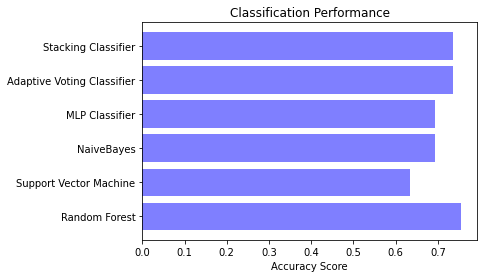 Classification Performance
Stacking Classifier
Adaptive Voting Classifier
MLP Classifier
NaiveBayes
Support Vector Machine
Random Forest
0.0 0.1 0.2 0.3 0.4 0.5 0.6 0.7
Accuracy Score